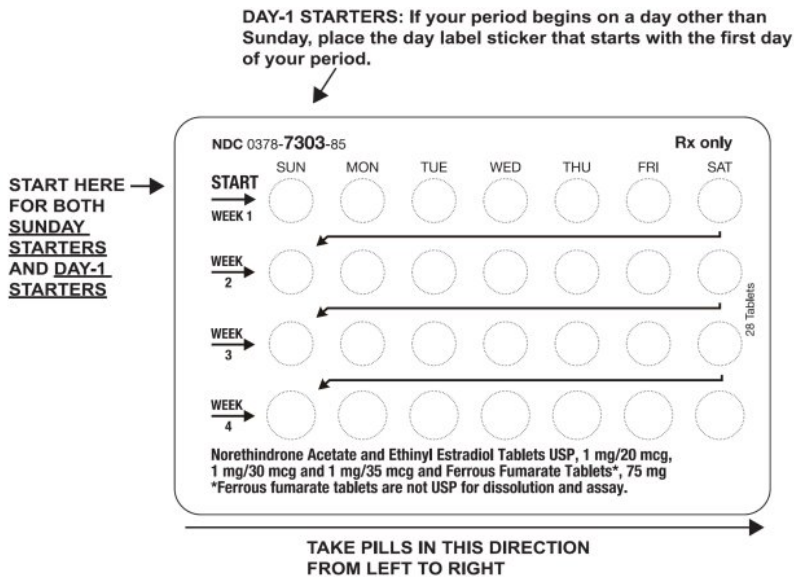 DAY-1 STARTERS: If your period begins on a day other than
Sunday, place the day label sticker that starts with the first day
of your period.
NDC 0378-7303-85 Rx only
SUN MON TUE WED THU FRI SAT
START HERE
FOR BOTH
SUNDAY
STARTERS
AND DAY-1
STARTERS
START
WEEK 1
WEEK
2
WEEK
3
28 Tablets
WEEK
4
Norethindrone Acetate and Ethinyl Estradiol Tablets USP, 1 mg/20 mcg,
1 mg/30 mcg and 1 mg/35 mcg and Ferrous Fumarate Tablets*, 75 mg
*Ferrous fumarate tablets are not USP for dissolution and assay.
TAKE PILLS IN THIS DIRECTION
FROM LEFT TO RIGHT